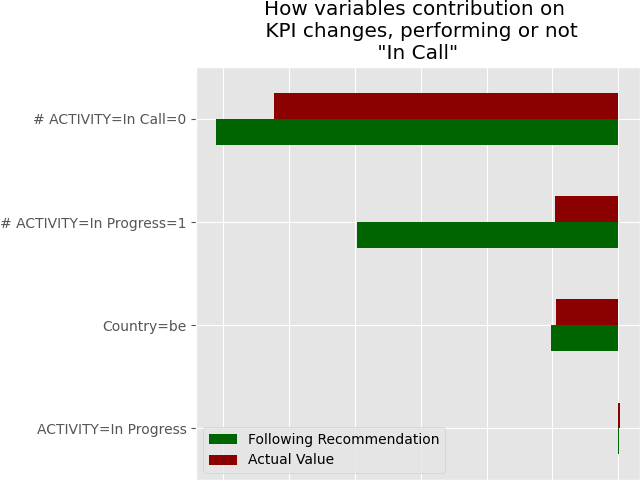 How variables contribution on
KPI changes, performing or not
"In Call"
# ACTIVITY=In Call=0
# ACTIVITY=In Progress=1
Country=be
ACTIVITY=In Progress
Following Recommendation
Actual Value